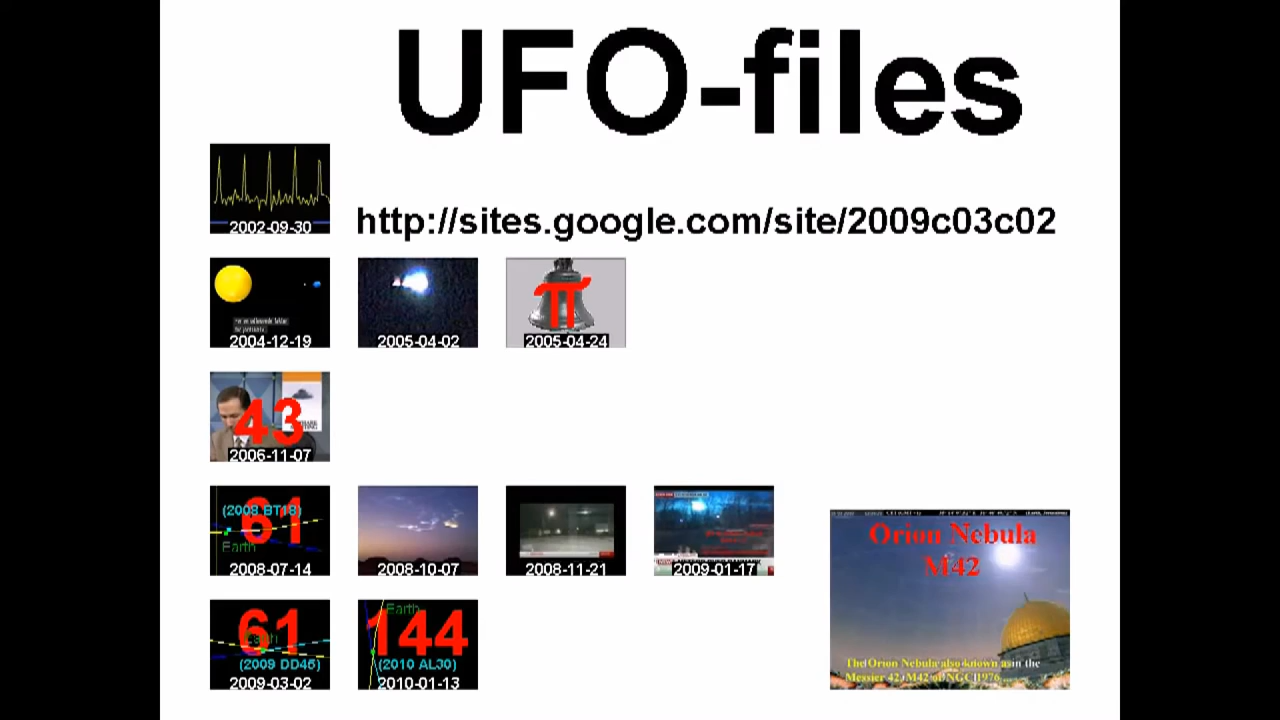 UFO-files
http://sites.google.com/site/2009c03c02
2002-09-30
2004-12-19
2005-04-02
π
2005-04-24
43
2006-11-07
61
(2008 BT18)
Earth
2008-07-14
2008-10-07
2008-11-21
2009-01-17
61
Earth
(2009 DD45)
2009-03-02
Earth
144
(2010 AL30)
2010-01-13
Orion Nebula
M42
The Orion Nebula also known as in the
Messier 42, M42 of NGC 1976